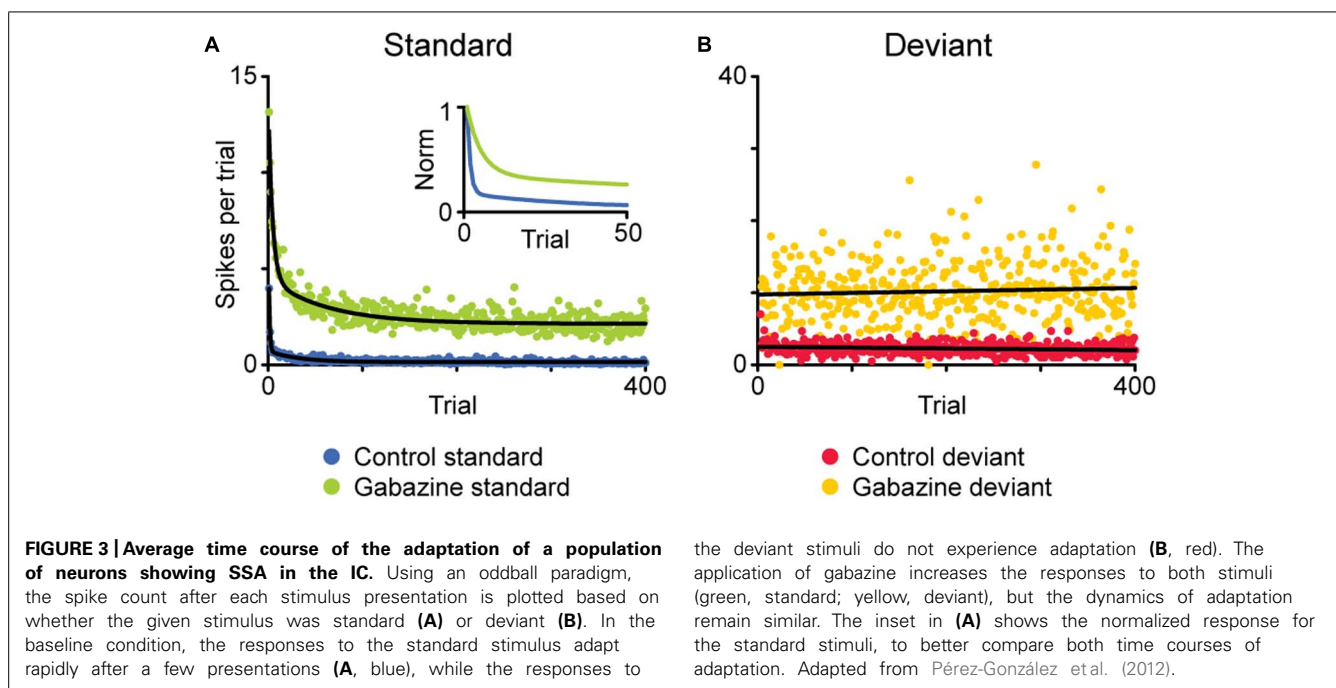 A
Standard
15
Spikes per trial
0
0
Trial
400
1
Norm
0
0
Trial
50
Control standard
Gabazine standard
B
Deviant
40
0
0
Trial
400
Control deviant
Gabazine deviant
FIGURE 3 | Average time course of the adaptation of a population
of neurons showing SSA in the IC. Using an oddball paradigm,
the spike count after each stimulus presentation is plotted based on
whether the given stimulus was standard (A) or deviant (B). In the
baseline condition, the responses to the standard stimulus adapt
rapidly after a few presentations (A, blue), while the responses to
the deviant stimuli do not experience adaptation (B, red). The
application of gabazine increases the responses to both stimuli
(green, standard; yellow, deviant), but the dynamics of adaptation
remain similar. The inset in (A) shows the normalized response for
the standard stimuli, to better compare both time courses of
adaptation. Adapted from Pérez-González et al. (2012).